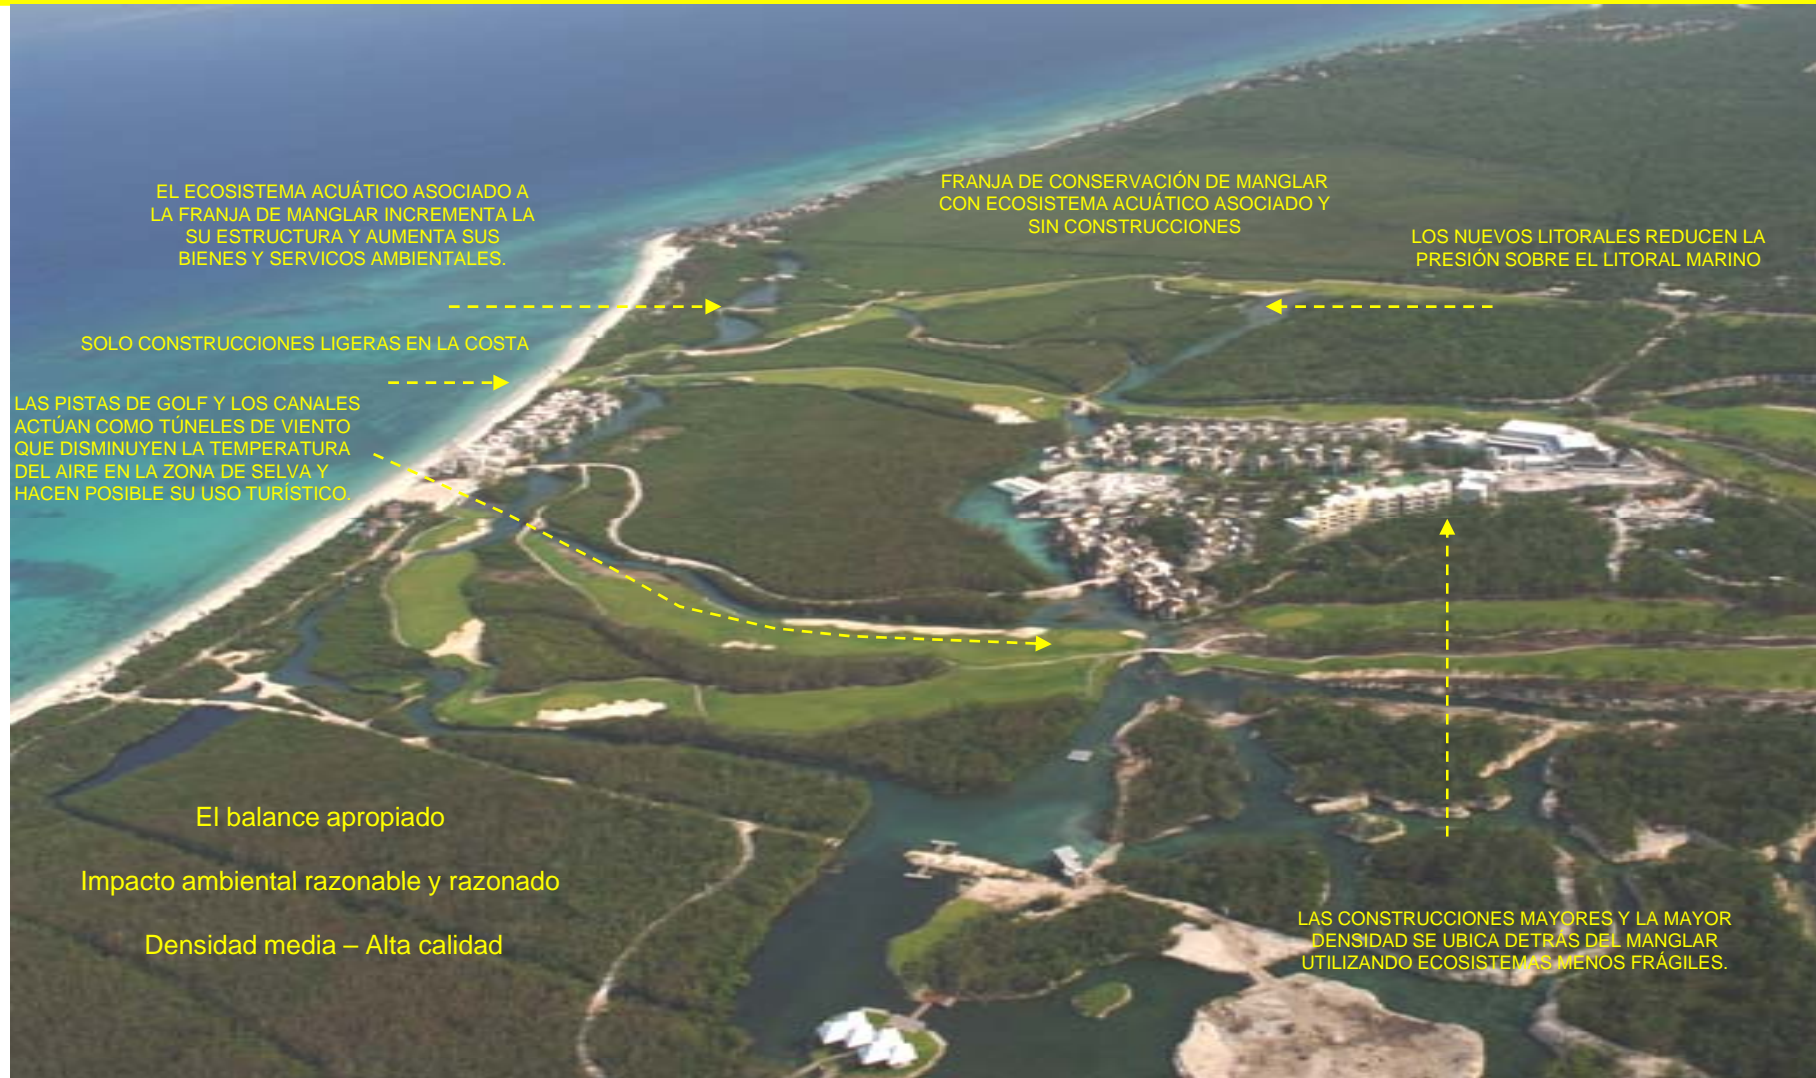 EL ECOSISTEMA ACUÁTICO ASOCIADO A
LA FRANJA DE MANGLAR INCREMENTA LA
SU ESTRUCTURA Y AUMENTA SUS
BIENES Y SERVICOS AMBIENTALES.
FRANJA DE CONSERVACIÓN DE MANGLAR
CON ECOSISTEMA ACUÁTICO ASOCIADO Y
SIN CONSTRUCCIONES
LOS NUEVOS LITORALES REDUCEN LA
PRESIÓN SOBRE EL LITORAL MARINO
SOLO CONSTRUCCIONES LIGERAS EN LA COSTA
LAS PISTAS DE GOLF Y LOS CANALES
ACTÚAN COMO TÚNELES DE VIENTO
QUE DISMINUYEN LA TEMPERATURA
DEL AIRE EN LA ZONA DE SELVA Y
HACEN POSIBLE SU USO TURÍSTICO.
El balance apropiado
Impacto ambiental razonable y razonado
Densidad media – Alta calidad
LAS CONSTRUCCIONES MAYORES Y LA MAYOR
DENSIDAD SE UBICA DETRÁS DEL MANGLAR
UTILIZANDO ECOSISTEMAS MENOS FRÁGILES.